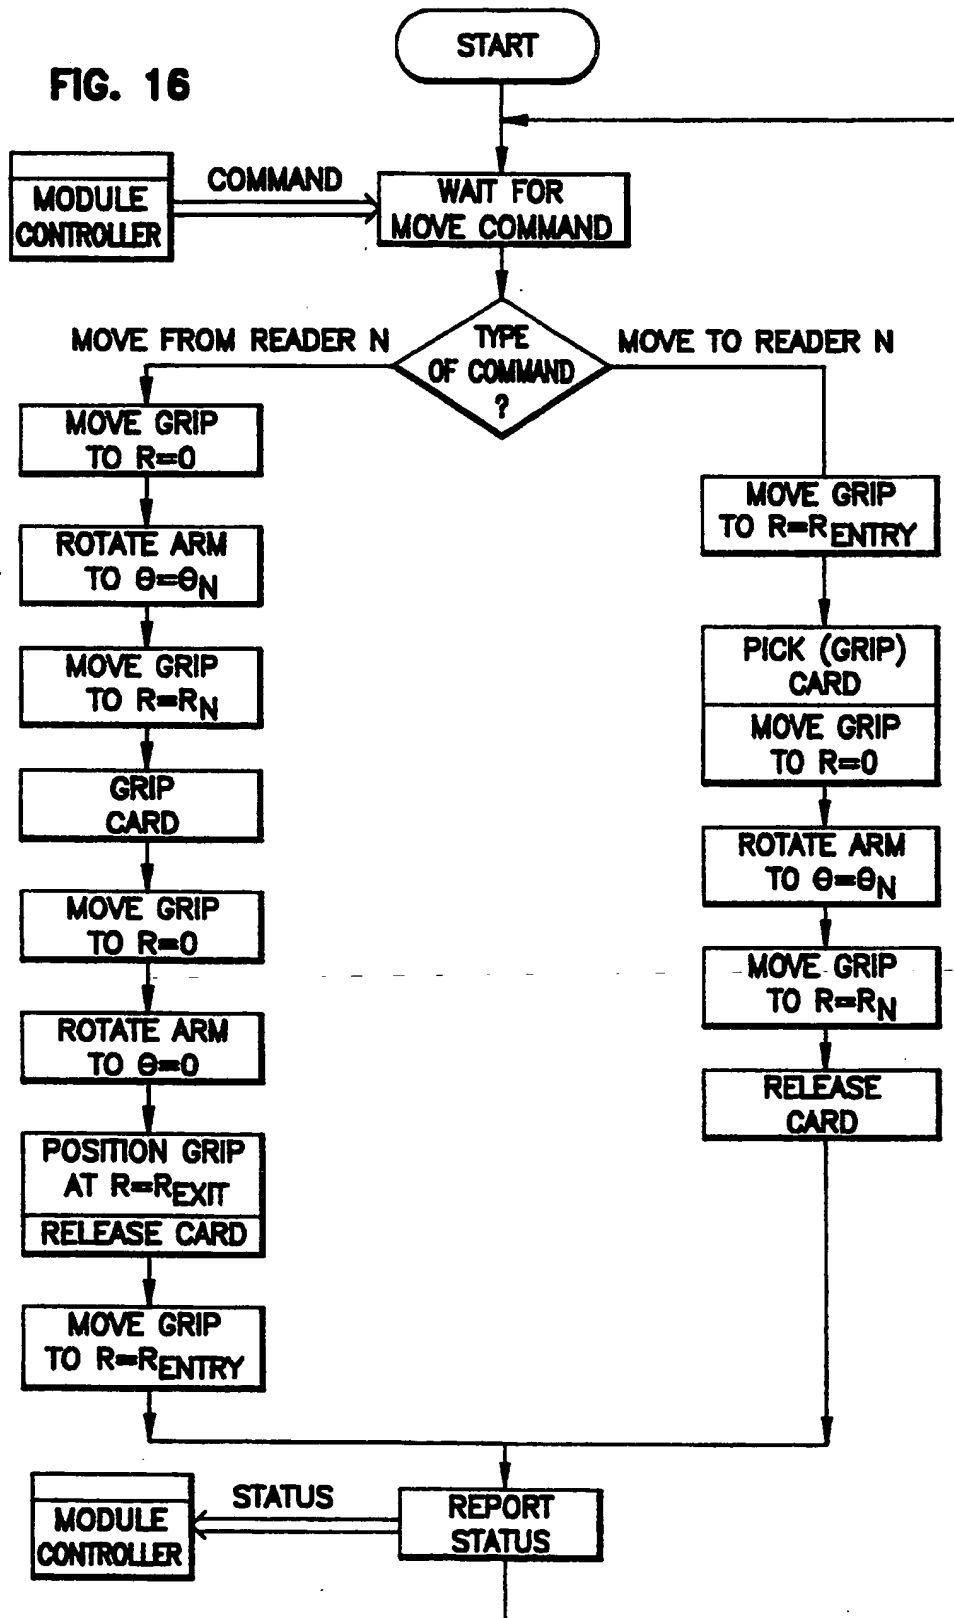 FIG. 16
START
COMMAND
MODULE
CONTROLLER
WAIT FOR
MOVE COMMAND
MOVE FROM READER N
TYPE
OF COMMAND
?
MOVE TO READER N
MOVE GRIP
TO R=0
ROTATE ARM
TO Θ=ΘN
MOVE GRIP
TO R=RN
GRIP
CARD
MOVE GRIP
TO R=0
ROTATE ARM
TO Θ=0
POSITION GRIP
AT R=REXIT
RELEASE CARD
MOVE GRIP
TO R=RENTRY
MOVE GRIP
TO R=RENTRY
PICK (GRIP)
CARD
MOVE GRIP
TO R=0
ROTATE ARM
TO Θ=ΘN
MOVE GRIP
TO R=RN
RELEASE
CARD
STATUS
MODULE
CONTROLLER
REPORT
STATUS